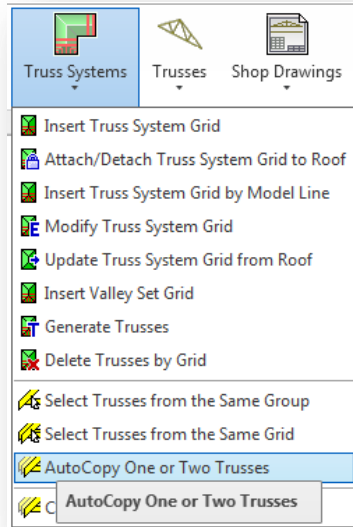 Truss Systems
Trusses
Shop Drawings
Insert Truss System Grid
Attach/Detach Truss System Grid to Roof
Insert Truss System Grid by Model Line
Modify Truss System Grid
Update Truss System Grid from Roof
Insert Valley Set Grid
Generate Trusses
Delete Trusses by Grid
Select Trusses from the Same Group
Select Trusses from the Same Grid
AutoCopy One or Two Trusses
AutoCopy One or Two Trusses